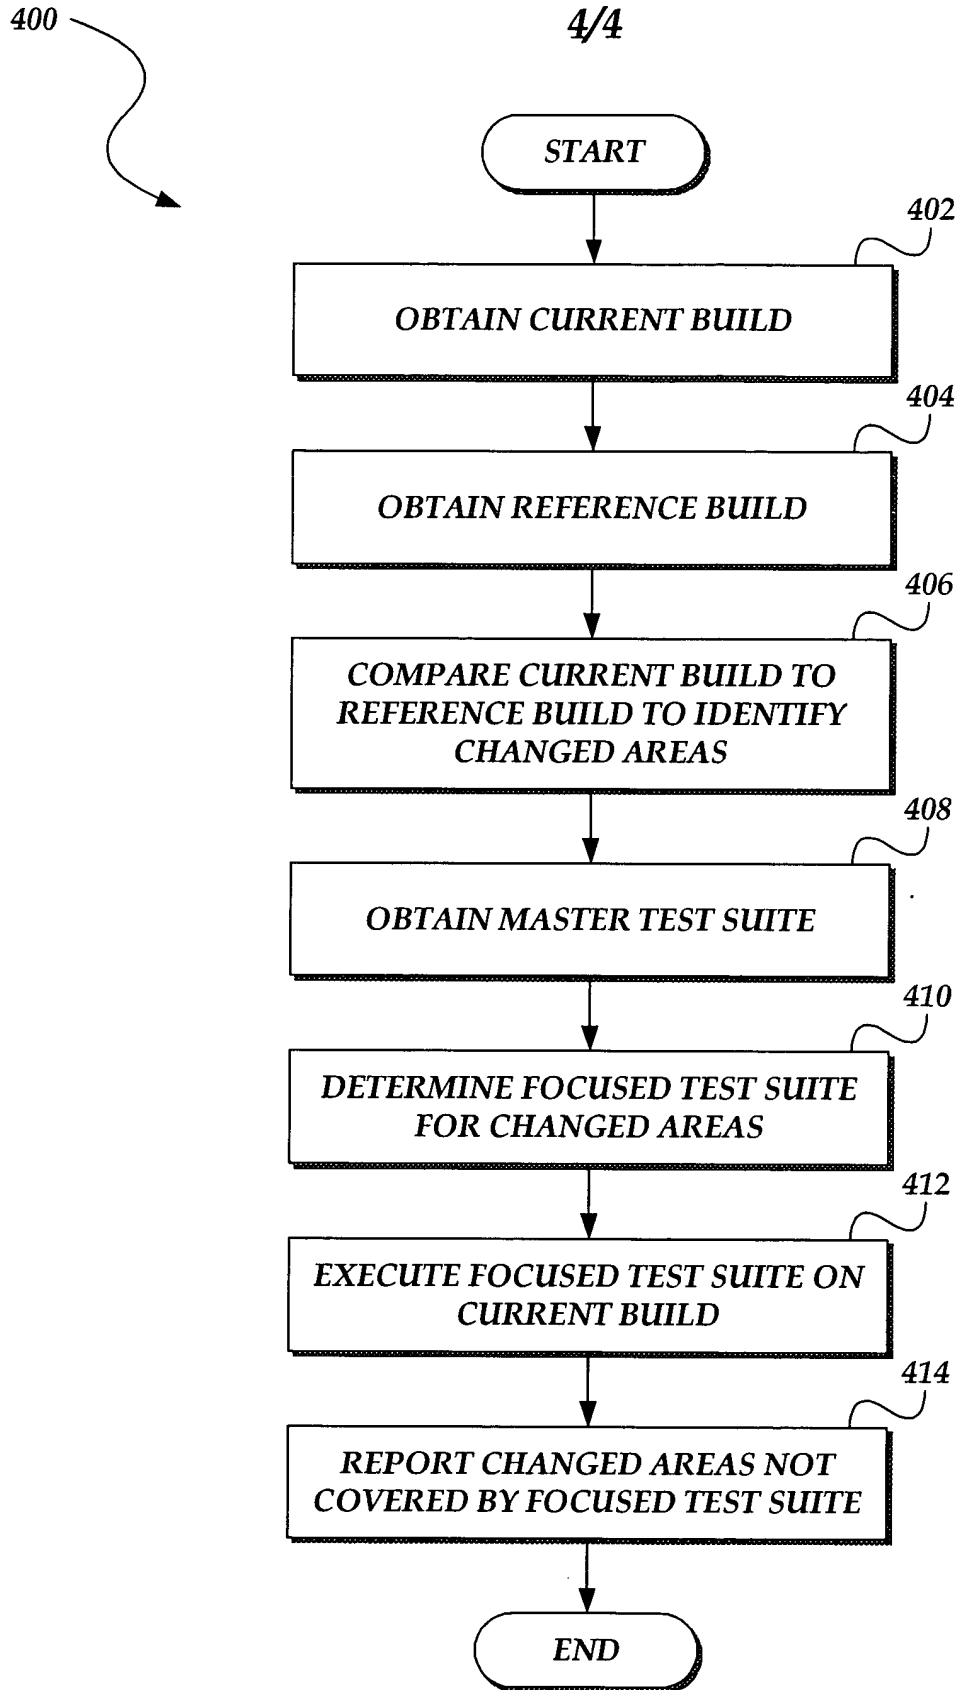 400
4/4
START
402
OBTAIN CURRENT BUILD
404
OBTAIN REFERENCE BUILD
406
COMPARE CURRENT BUILD TO
REFERENCE BUILD TO IDENTIFY
CHANGED AREAS
408
OBTAIN MASTER TEST SUITE
410
DETERMINE FOCUSED TEST SUITE
FOR CHANGED AREAS
412
EXECUTE FOCUSED TEST SUITE ON
CURRENT BUILD
414
REPORT CHANGED AREAS NOT
COVERED BY FOCUSED TEST SUITE
END